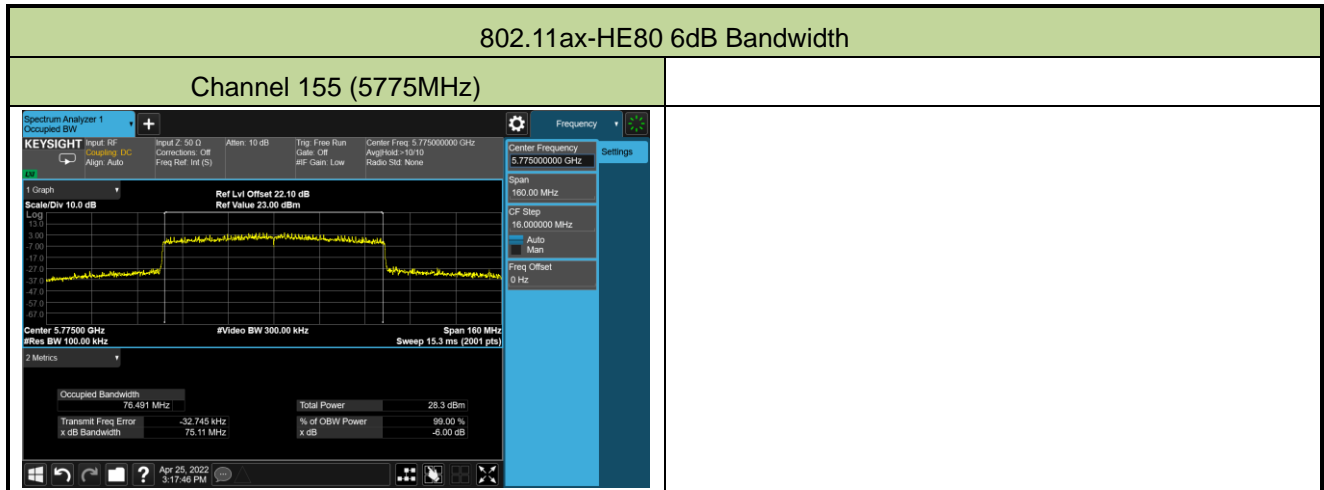 802.11ax-HE80 6dB Bandwidth
Channel 155 (5775MHz)
Spectrum Analyzer 1
Occupied BW
Frequency
KEYSIGHT
Input: RF
Coupling: DC
Align: Auto
Input Z: 50 Ω
Corrections: Off
Freq Ref: Int (S)
Atten: 10 dB
Trig: Free Run
Gate: Off
#IF Gain: Low
Center Freq: 5.775000000 GHz
Avg|Hold:>10/10
Radio Std: None
Center Frequency
5.775000000 GHz
Settings
Span
160.00 MHz
CF Step
16.000000 MHz
Auto
Man
Freq Offset
0 Hz
1 Graph
Scale/Div 10.0 dB
Ref Lvl Offset 22.10 dB
Ref Value 23.00 dBm
Log
13.0
3.00
-7.00
-17.0
-27.0
-37.0
-47.0
-57.0
-67.0
Center 5.77500 GHz
#Res BW 100.00 kHz
#Video BW 300.00 kHz
Span 160 MHz
Sweep 15.3 ms (2001 pts)
2 Metrics
Occupied Bandwidth
76.491 MHz
Total Power 28.3 dBm
Transmit Freq Error -32.745 kHz
% of OBW Power 99.00 %
x dB Bandwidth 75.11 MHz
x dB -6.00 dB
?
Apr 25, 2022
3:17:46 PM